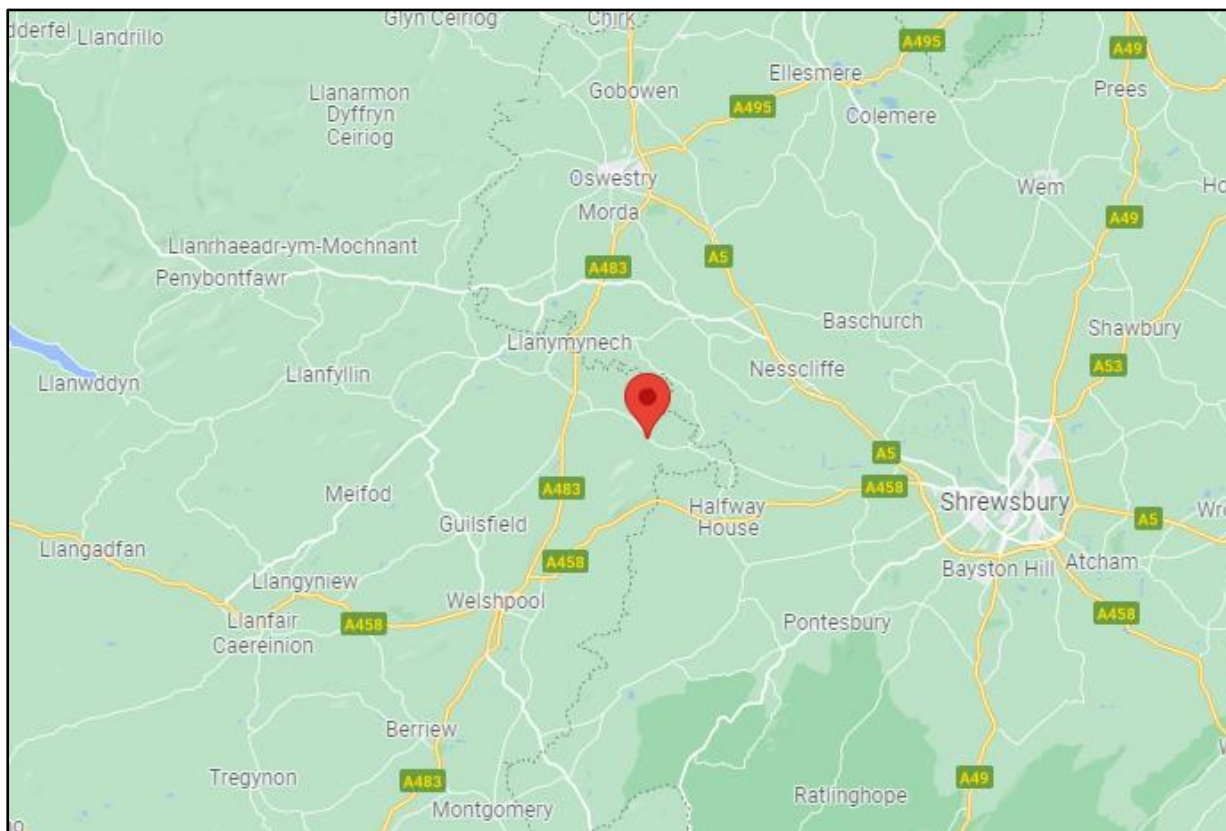 Glyn Ceiriog
Chirk
dderfel
Llandrillo
A495
A49
Ellesmere
Llanarmon
Dyffryn
Ceiriog
Gobowen
A495
Prees
Colemere
Oswestry
Wem
Ho
Morda
A49
Llanrhaeadr-ym-Mochnant
A5
Penybontfawr
A483
Baschurch
Shawbury
Llanymynech
Nesscliffe
A53
Llanwddyn
Llanfyllin
A5
Meifod
A483
A458
Shrewsbury
Guilsfield
Halfway
House
Wro
A5
Llangadfan
A458
Atcham
Llangyniew
Bayston Hill
Welshpool
A458
Llanfair
Caereinion
A458
Pontesbury
Berriew
W
Tregynon
A483
A49
Montgomery
Ratlinghope